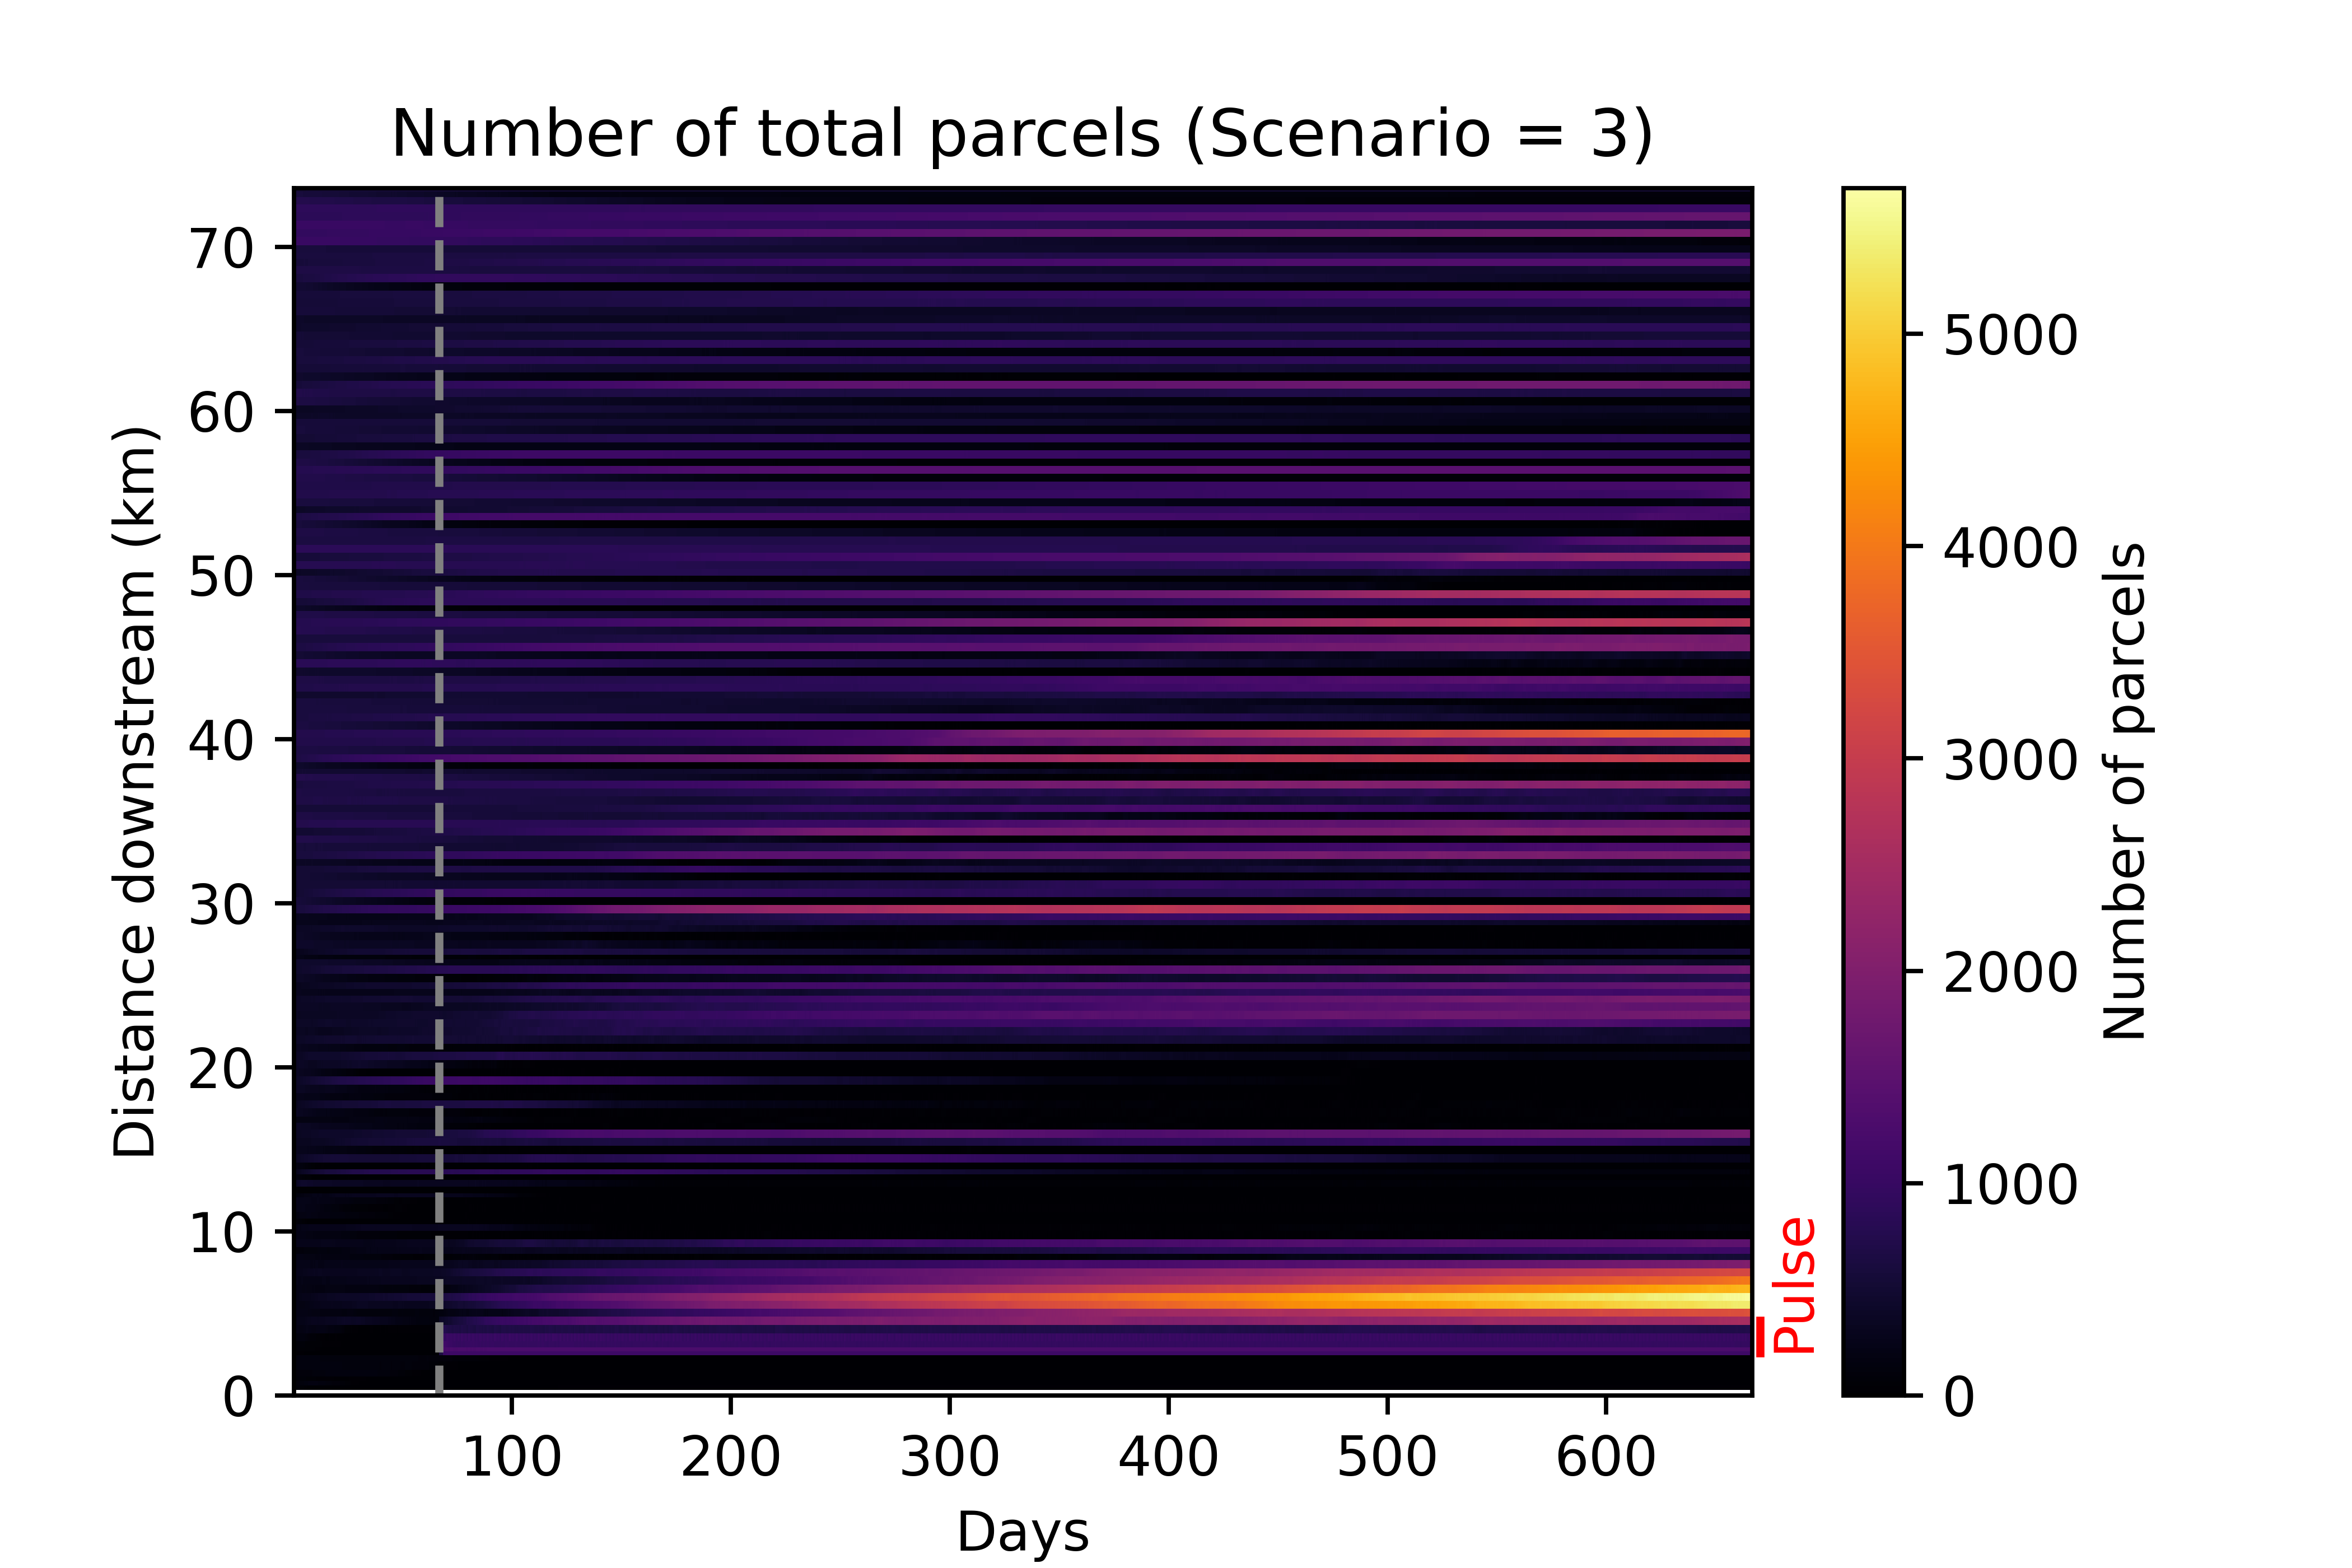 Number of total parcels (Scenario = 3)
Distance downstream (km)
70
60
50
40
30
20
10
0
100 200 300 400 500 600
Days
Pulse
5000
4000
3000
2000
1000
0
Number of parcels